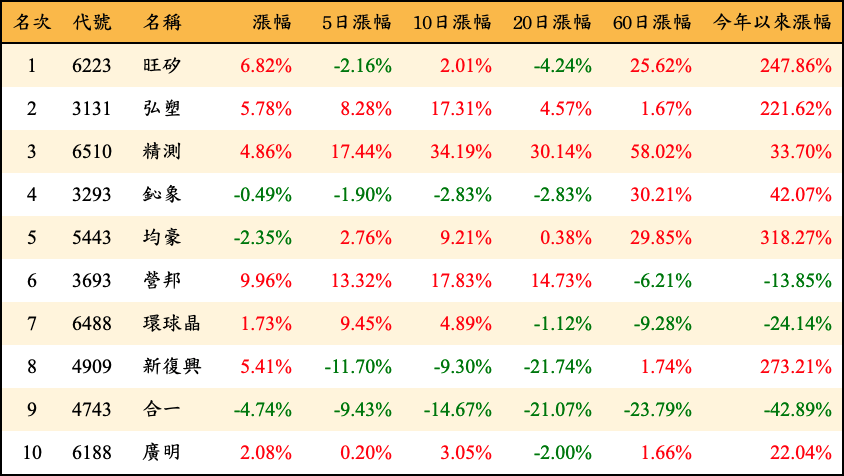 名次 代號 名稱 漲幅 5日漲幅 10日漲幅 20日漲幅 60日漲幅 今年以來漲幅
1 6223 旺矽 6.82% -2.16% 2.01% -4.24% 25.62% 247.86%
2 3131 弘塑 5.78% 8.28% 17.31% 4.57% 1.67% 221.62%
3 6510 精測 4.86% 17.44% 34.19% 30.14% 58.02% 33.70%
4 3293 鈊象 -0.49% -1.90% -2.83% -2.83% 30.21% 42.07%
5 5443 均豪 -2.35% 2.76% 9.21% 0.38% 29.85% 318.27%
6 3693 營邦 9.96% 13.32% 17.83% 14.73% -6.21% -13.85%
7 6488 環球晶 1.73% 9.45% 4.89% -1.12% -9.28% -24.14%
8 4909 新復興 5.41% -11.70% -9.30% -21.74% 1.74% 273.21%
9 4743 合一 -4.74% -9.43% -14.67% -21.07% -23.79% -42.89%
10 6188 廣明 2.08% 0.20% 3.05% -2.00% 1.66% 22.04%